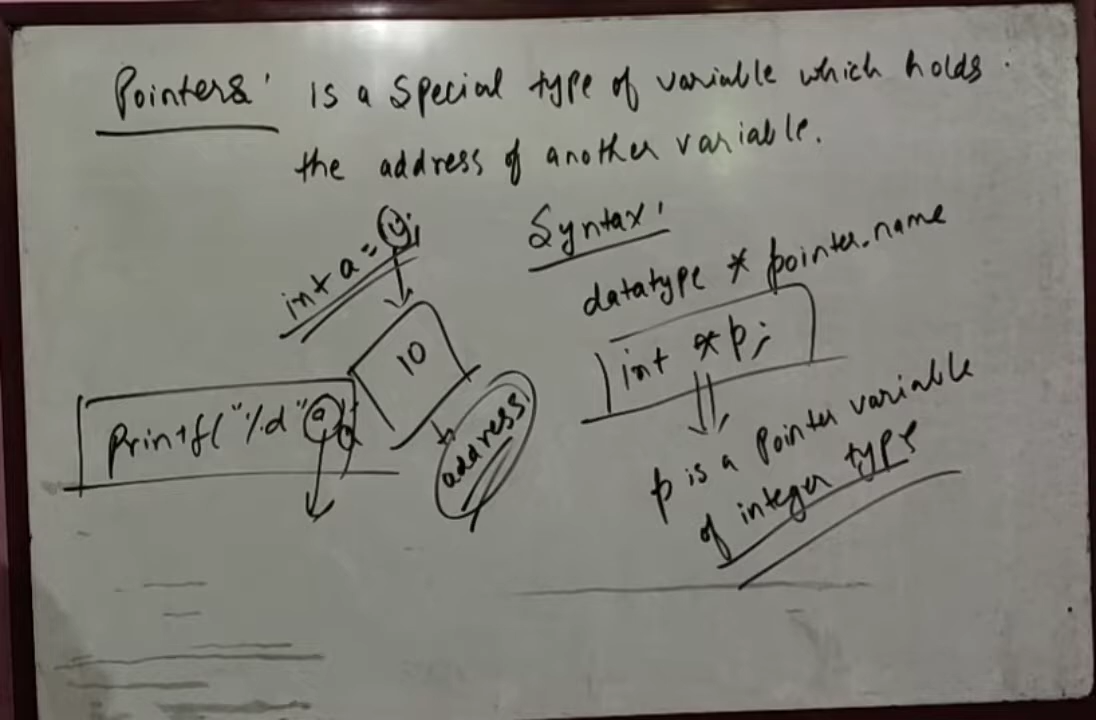 Pointers: is a special type of variable which holds
the address of another variable.
Syntax:
datatype * pointer.name
int *p;
p is a pointer variable
of integer type
int a =
10
address
printf("%d" a)